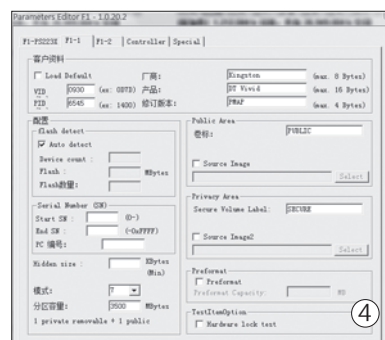 Parameters Editor F1 - 1.0.20.2
F1-PS223X F1-1 F1-2 Controller Special
客户资料
Load Default
厂商: Kingston (max. 8 Bytes)
VID 0930 (ex: 0D7D) 产品: DT Vivid (max. 16 Bytes)
PID 6545 (ex: 1400) 修订版本: PMAP (max. 4 Bytes)
配置
flash detect
Auto detect
Device count :
Flash : MBytes
Flash数量:
Serial Number (SN)
Start SN : (0~)
End SN : (~0xFFFF)
PC 编号:
Hidden size : KBytes
(Min)
模式: 7
分区容量: 3500 MBytes
1 private removable + 1 public
Public Area
卷标: PUBLIC
Source Image
Select
Privacy Area
Secure Volume Label: SECURE
Source Image2
Select
Preformat
Preformat
Preformat Capacity: MB
TestItemOption
Hardware lock test
④